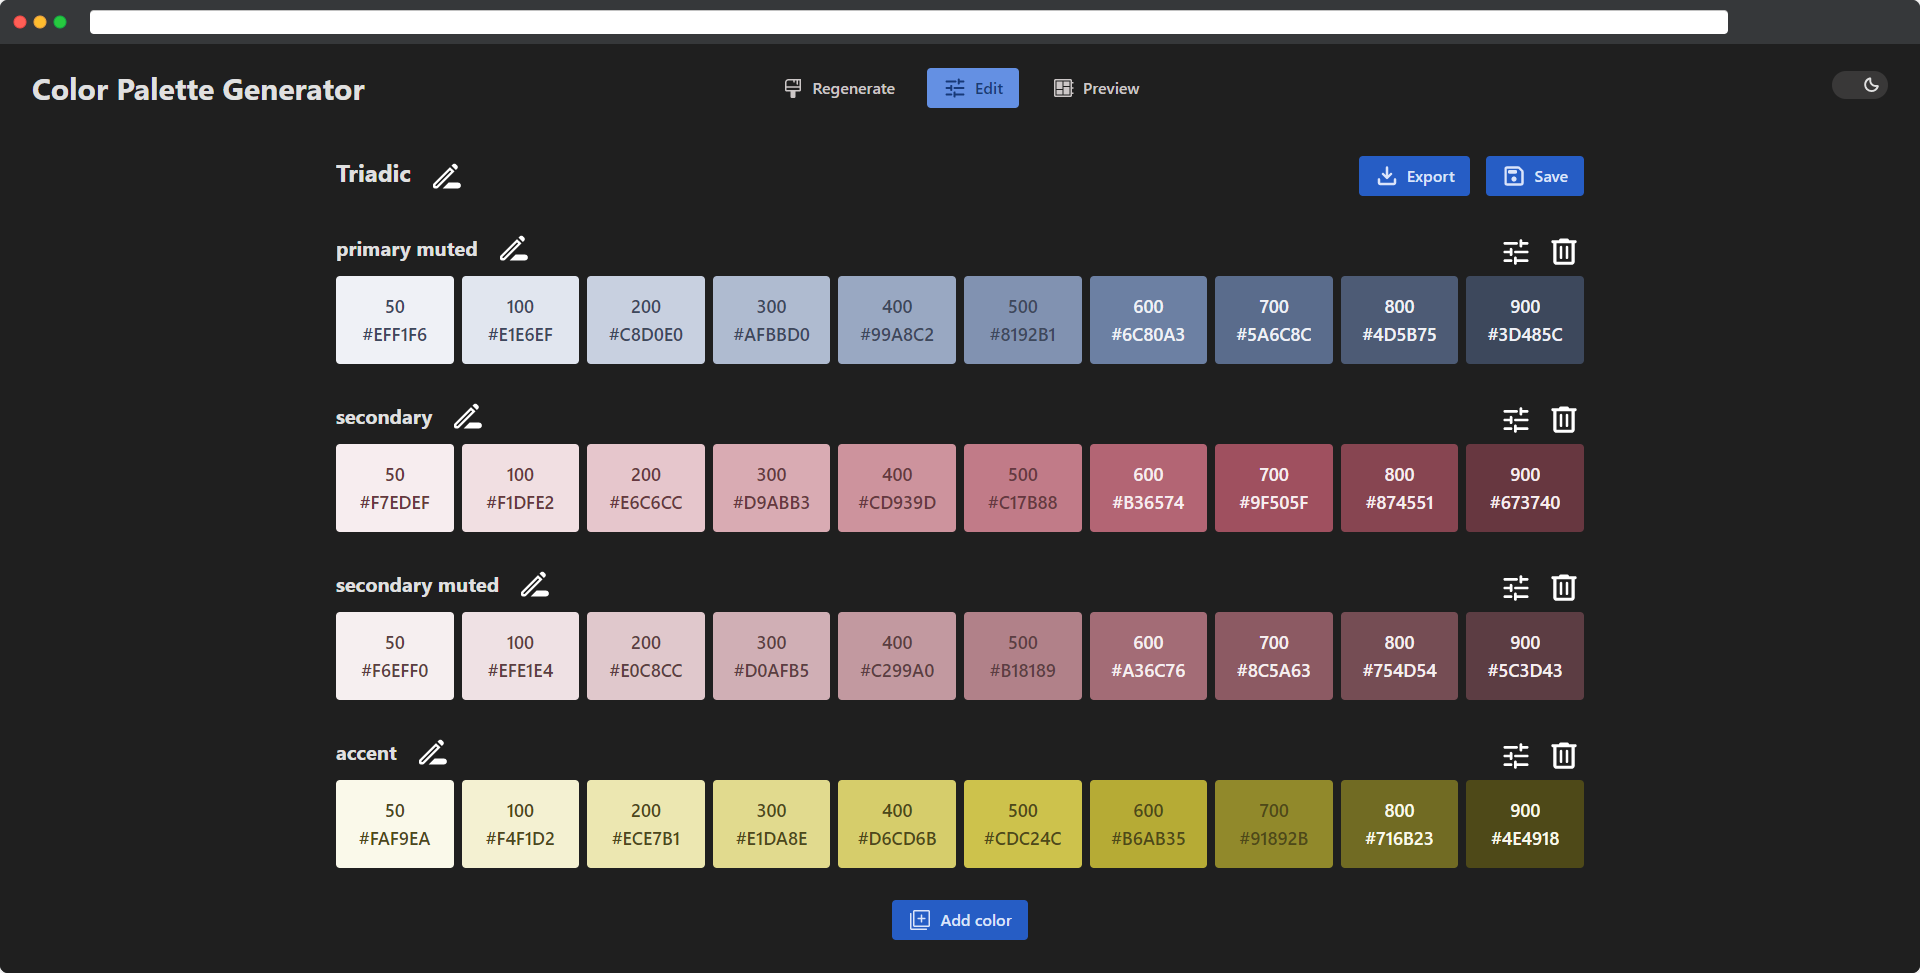 Color Palette Generator
Regenerate
Edit
Preview
Triadic
Export
Save
primary muted
50 100 200 300 400 500 600 700 800 900
#EFF1F6 #E1E6EF #C8D0E0 #AFBBD0 #99A8C2 #8192B1 #6C80A3 #5A6C8C #4D5B75 #3D485C
secondary
50 100 200 300 400 500 600 700 800 900
#F7EDEF #F1DFE2 #E6C6CC #D9ABB3 #CD939D #C17B88 #B36574 #9F505F #874551 #673740
secondary muted
50 100 200 300 400 500 600 700 800 900
#F6EFF0 #EFE1E4 #E0C8CC #D0AFB5 #C299A0 #B18189 #A36C76 #8C5A63 #754D54 #5C3D43
accent
50 100 200 300 400 500 600 700 800 900
#FAF9EA #F4F1D2 #ECE7B1 #E1DA8E #D6CD6B #CDC24C #B6AB35 #91892B #716B23 #4E4918
Add color